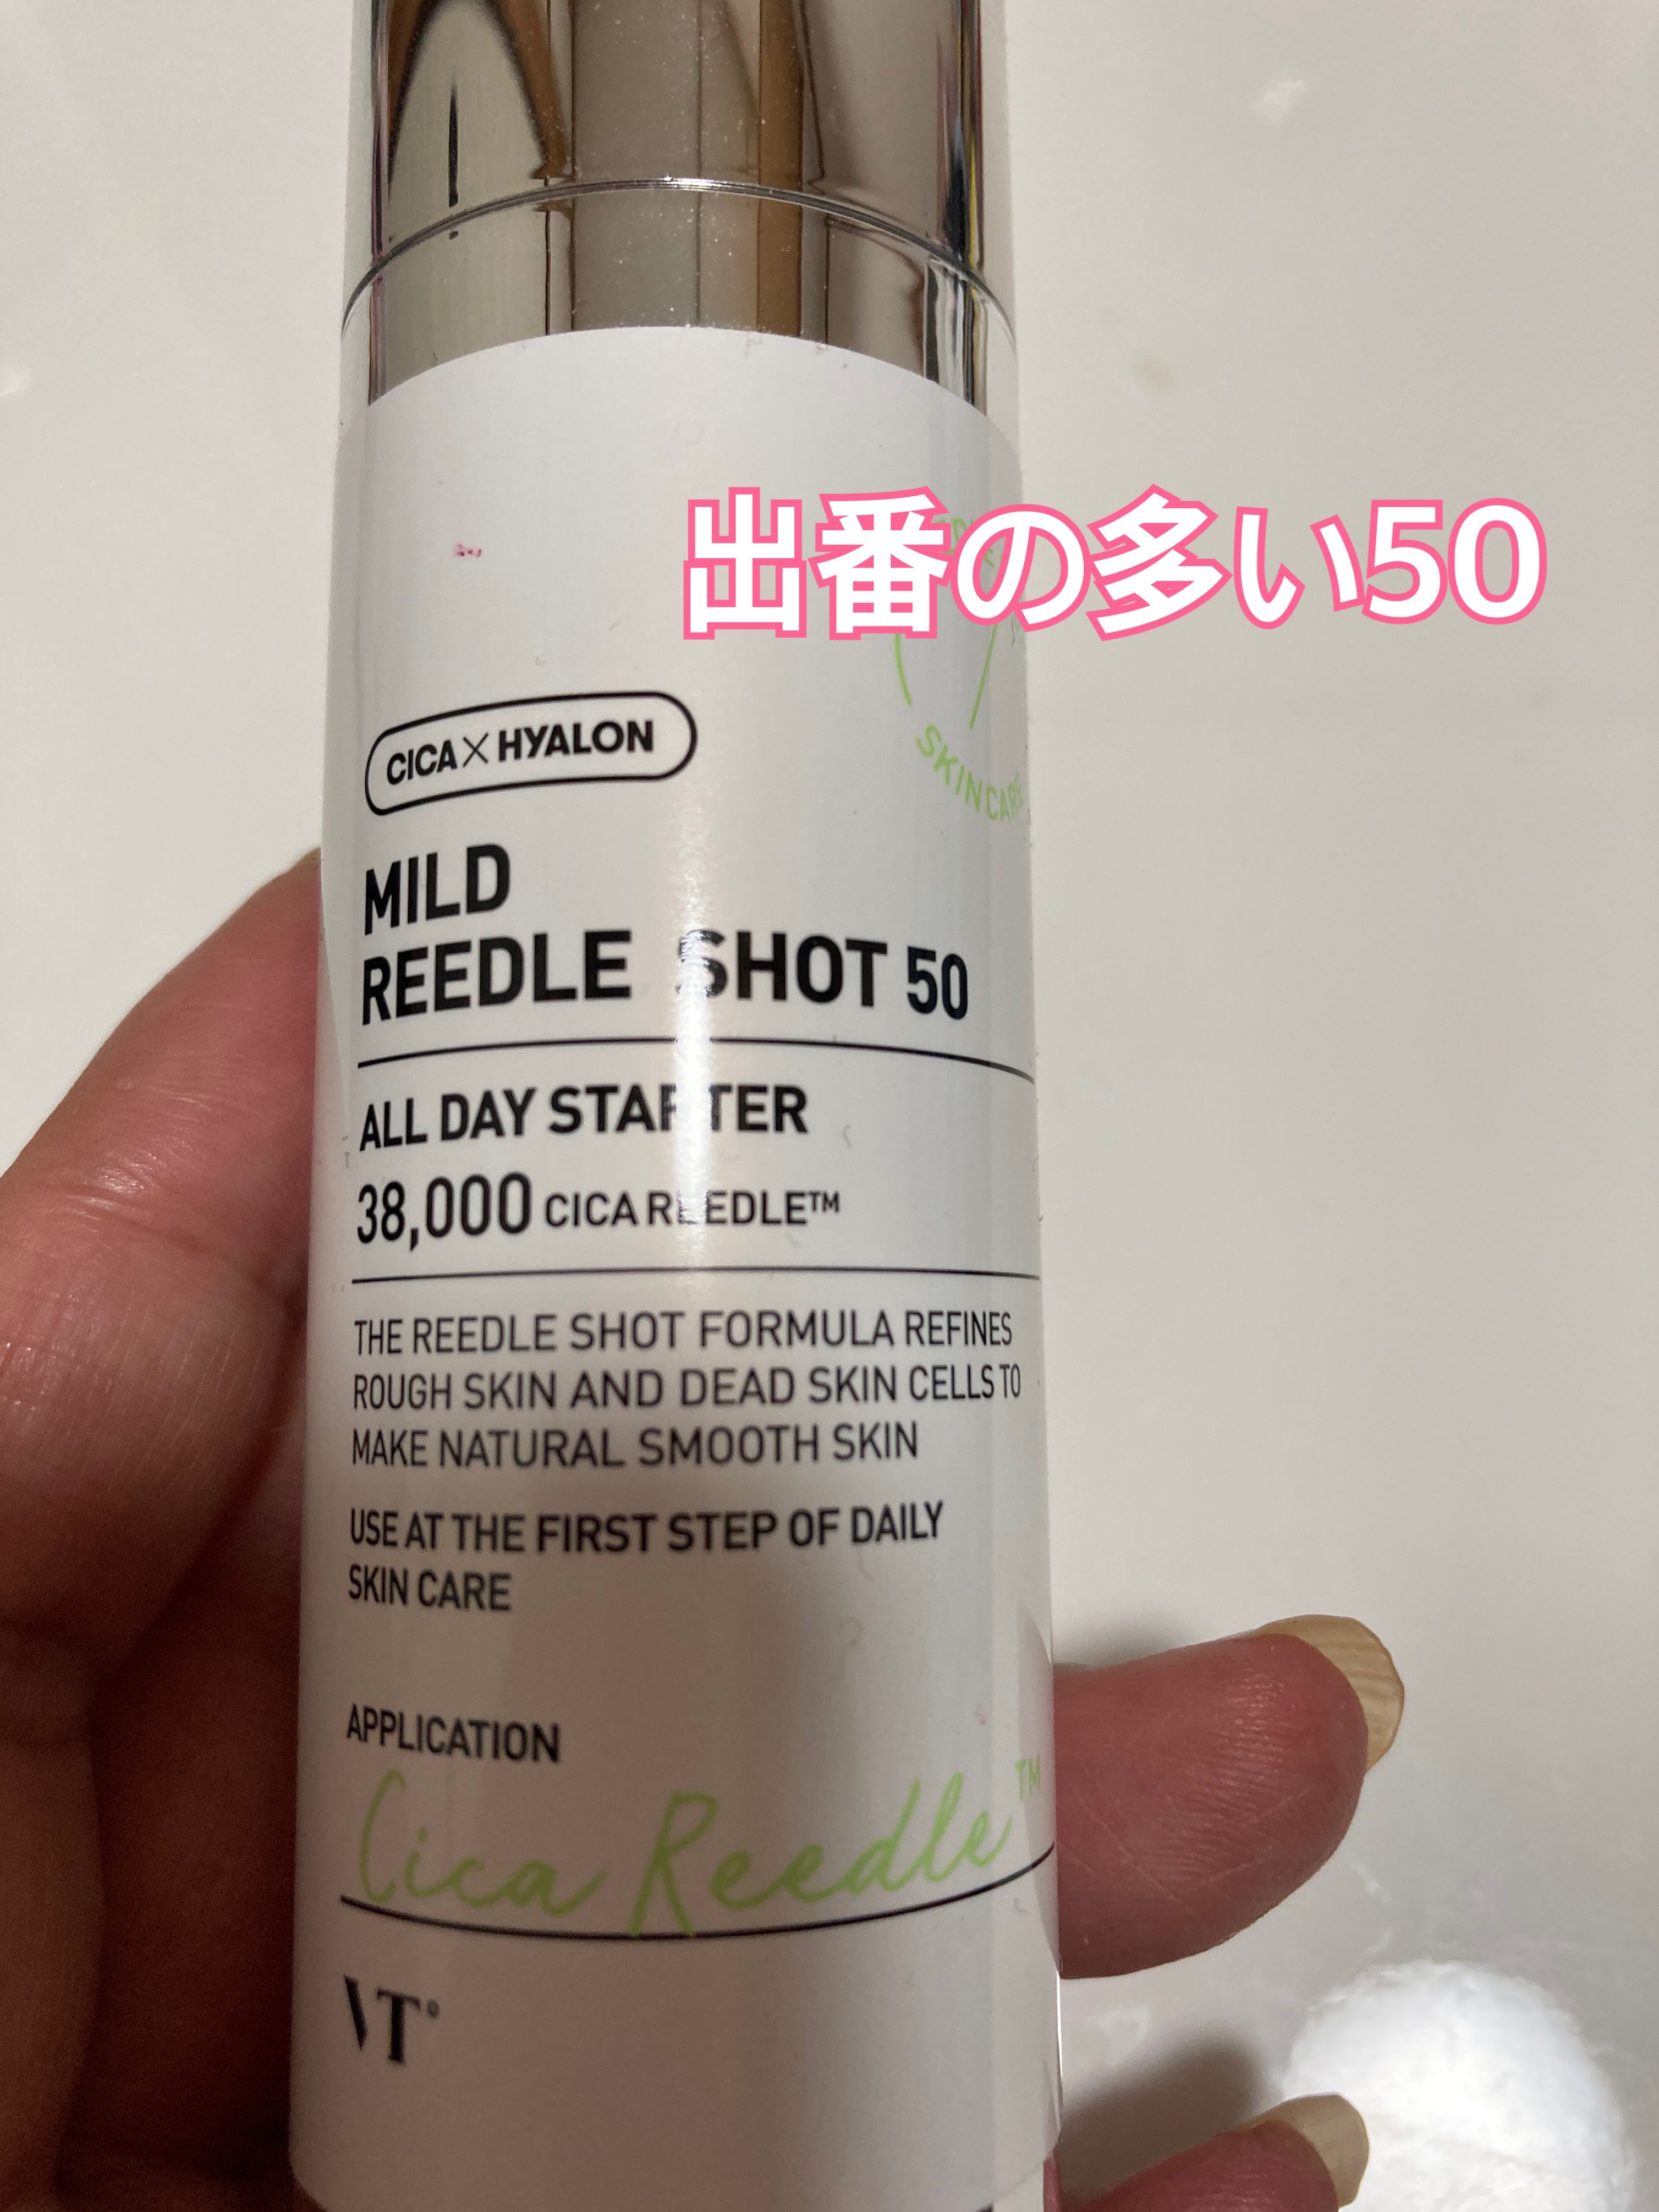 出番の多い50
SKINCARE
CICA×HYALON
MILD
REEDLE SHOT 50
ALL DAY STARTER
38,000 CICA REEDLE™
THE REEDLE SHOT FORMULA REFINES
ROUGH SKIN AND DEAD SKIN CELLS TO
MAKE NATURAL SMOOTH SKIN
USE AT THE FIRST STEP OF DAILY
SKIN CARE
APPLICATION
Cica Reedle™
VT®